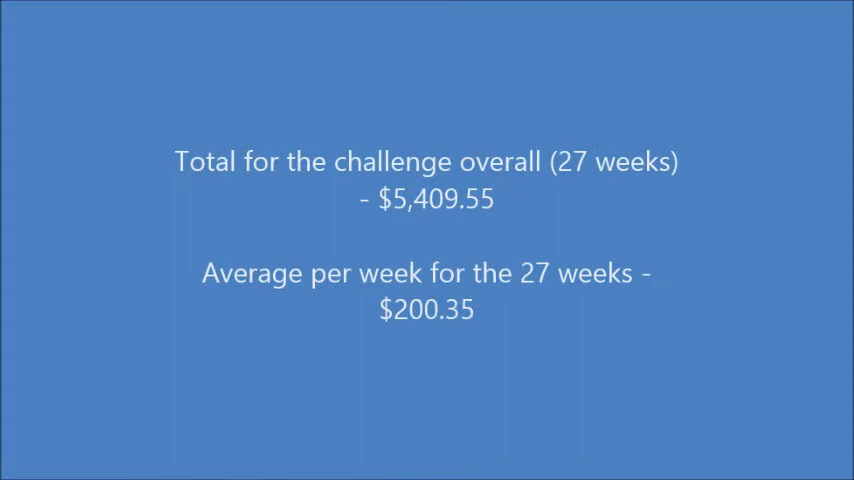 Total for the challenge overall (27 weeks)
- $5,409.55
Average per week for the 27 weeks -
$200.35